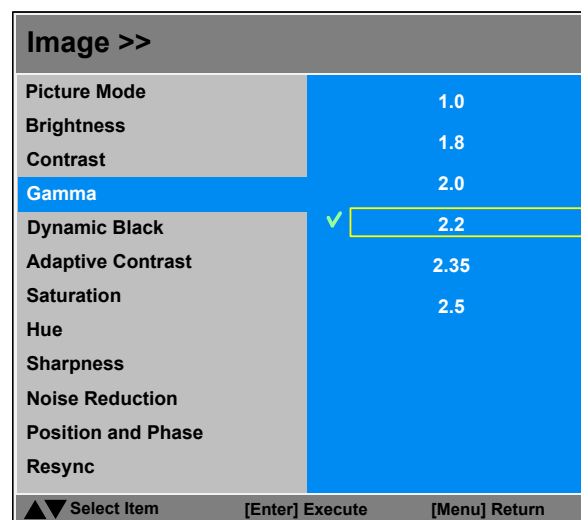 Image >>
Picture Mode
Brightness
Contrast
Gamma
Dynamic Black
Adaptive Contrast
Saturation
Hue
Sharpness
Noise Reduction
Position and Phase
Resync
1.0
1.8
2.0
2.2
2.35
2.5
Select Item [Enter] Execute [Menu] Return